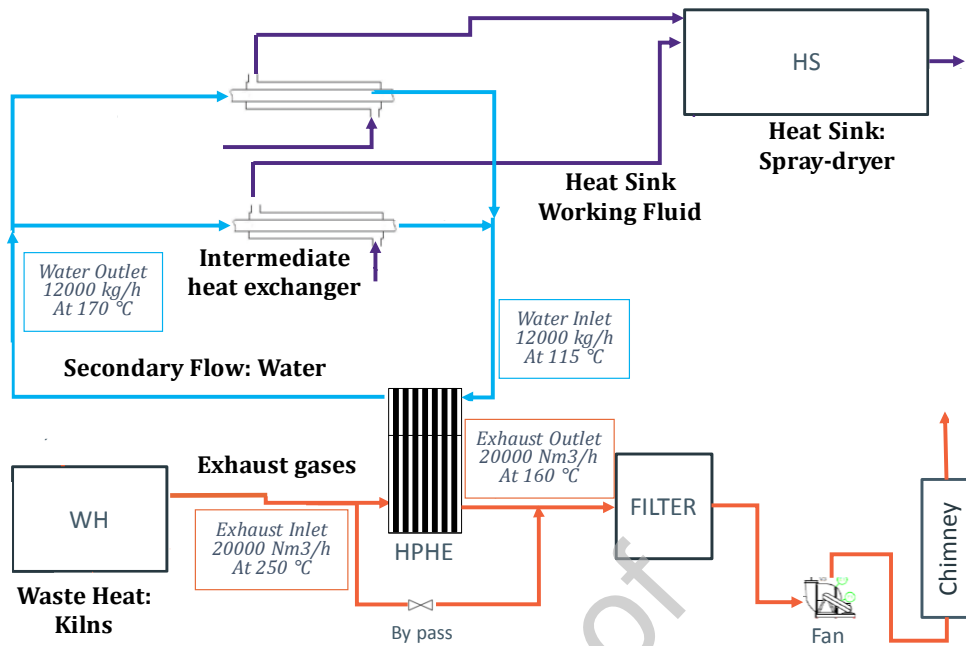 HS
Heat Sink:
Spray-dryer
Heat Sink
Working Fluid
Intermediate
heat exchanger
Water Outlet
12000 kg/h
At 170 °C
Water Inlet
12000 kg/h
At 115 °C
Secondary Flow: Water
Exhaust gases
Exhaust Outlet
20000 Nm3/h
At 160 °C
WH
Exhaust Inlet
20000 Nm3/h
At 250 °C
HPHE
FILTER
Chimney
Waste Heat:
Kilns
By pass
Fan
of